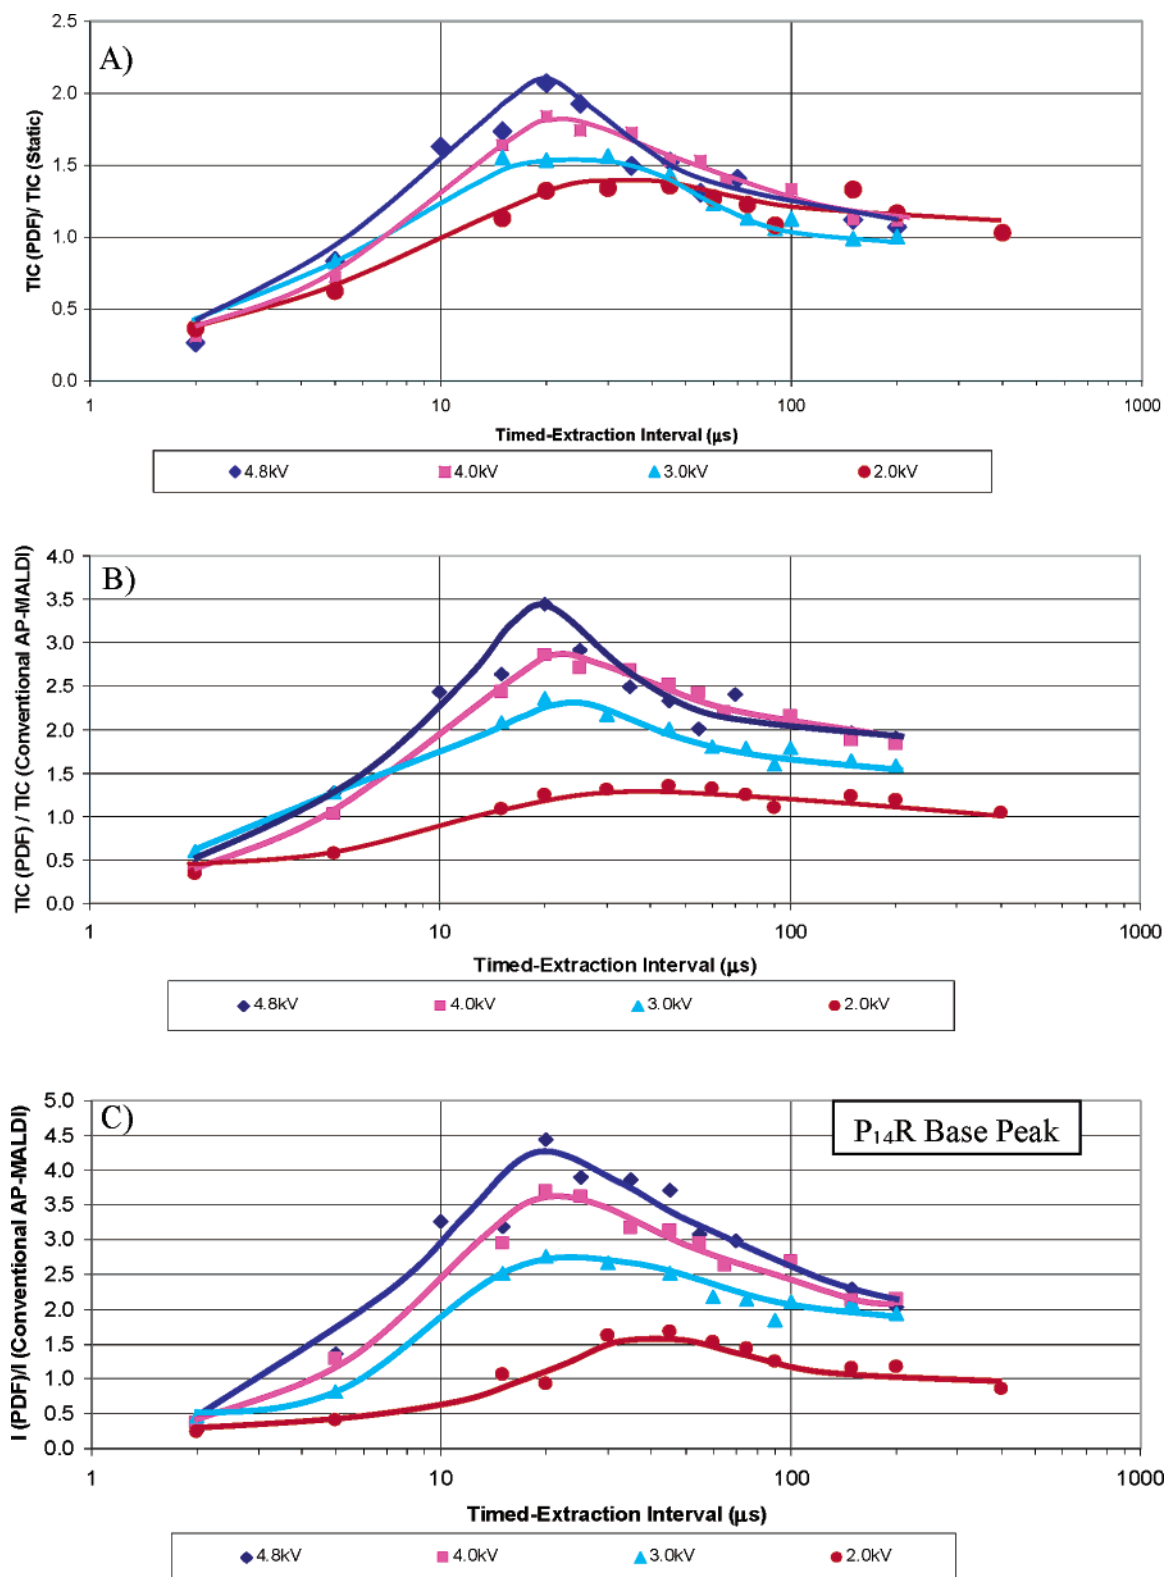 A)
TIC (PDF)/ TIC (Static)
2.5
2.0
1.5
1.0
0.5
0.0
1 10 100 1000
Timed-Extraction Interval (μs)
4.8kV 4.0kV 3.0kV 2.0kV
B)
TIC (PDF) / TIC (Conventional AP-MALDI)
4.0
3.5
3.0
2.5
2.0
1.5
1.0
0.5
0.0
1 10 100 1000
Timed-Extraction Interval (μs)
4.8kV 4.0kV 3.0kV 2.0kV
C)
P₁₄R Base Peak
I (PDF)/I (Conventional AP-MALDI)
5.0
4.5
4.0
3.5
3.0
2.5
2.0
1.5
1.0
0.5
0.0
1 10 100 1000
Timed-Extraction Interval (μs)
4.8kV 4.0kV 3.0kV 2.0kV